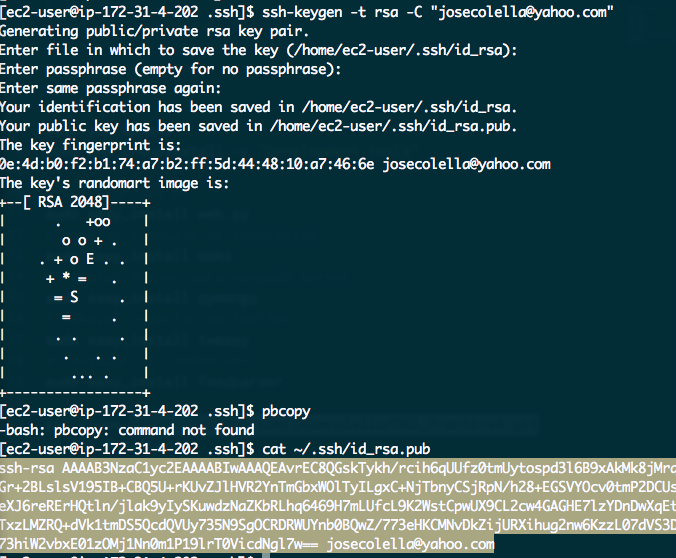 [ec2-user@ip-172-31-4-202 .ssh]$ ssh-keygen -t rsa -C "josecolella@yahoo.com"
Generating public/private rsa key pair.
Enter file in which to save the key (/home/ec2-user/.ssh/id_rsa):
Enter passphrase (empty for no passphrase):
Enter same passphrase again:
Your identification has been saved in /home/ec2-user/.ssh/id_rsa.
Your public key has been saved in /home/ec2-user/.ssh/id_rsa.pub.
The key fingerprint is:
0e:4d:b0:f2:b1:74:a7:b2:ff:5d:44:48:10:a7:46:6e josecolella@yahoo.com
The key's randomart image is:
+--[ RSA 2048]----+
|      .   +oo    |
|       o o + .   |
|    . + o E . .  |
|     + * =   .   |
|      = S     .  |
|       =     .   |
|      . .     .  |
|       .   . .   |
|        ... .    |
+-----------------+
[ec2-user@ip-172-31-4-202 .ssh]$ pbcopy
-bash: pbcopy: command not found
[ec2-user@ip-172-31-4-202 .ssh]$ cat ~/.ssh/id_rsa.pub
ssh-rsa AAAAB3NzaC1yc2EAAAABIwAAAQEAvrEC8QGskTykh/rcih6qUUfz0tmUytospd3l6B9xAkMk8jMrd
Gr+2BLslsV195IB+CBQ5U+rKUvZJlHVR2YnTmGbxWOlTyILgxC+NjTbnyCSjRpN/h28+EGSVYOcv0tmP2DCUs
eXJ6reRErHQtln/jlak9yIySKuwdzNaZKbRLhq6469H7mLUfcL9K2WstCpwUX9CL2cw4GAGHE7lzYDnDwXqEt
TxzLMZRQ+dVk1tmDS5QcdQVUy735N9SgOCRDRWUYnb0BQwZ/773eHKCMNvDkZijURXihug2nw6KzzL07dVS3D
73hiW2vbxE01zOMj1Nn0m1P19lrT0VicdNgl7w== josecolella@yahoo.com